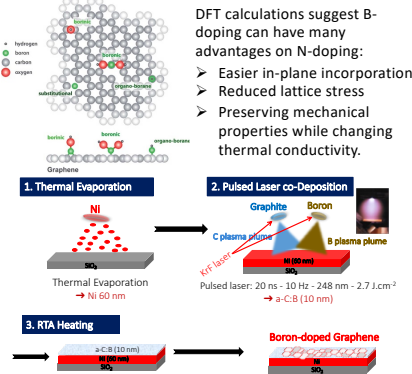 hydrogen
boron
carbon
oxygen
boronic
boronic
substitutional
organo-borane
borinic
boronic
organo-borane
Graphene
DFT calculations suggest B-
doping can have many
advantages on N-doping:
➢ Easier in-plane incorporation
➢ Reduced lattice stress
➢ Preserving mechanical
properties while changing
thermal conductivity.
1. Thermal Evaporation
Ni
SiO₂
Thermal Evaporation
➔ Ni 60 nm
2. Pulsed Laser co-Deposition
Graphite Boron
C plasma plume
B plasma plume
KrF laser
Ni (60 nm)
SiO₂
Pulsed laser: 20 ns - 10 Hz - 248 nm - 2.7 J.cm⁻²
➔ a-C:B (10 nm)
3. RTA Heating
a-C:B (10 nm)
Ni (60 nm)
SiO₂
Boron-doped Graphene
Ni
SiO₂